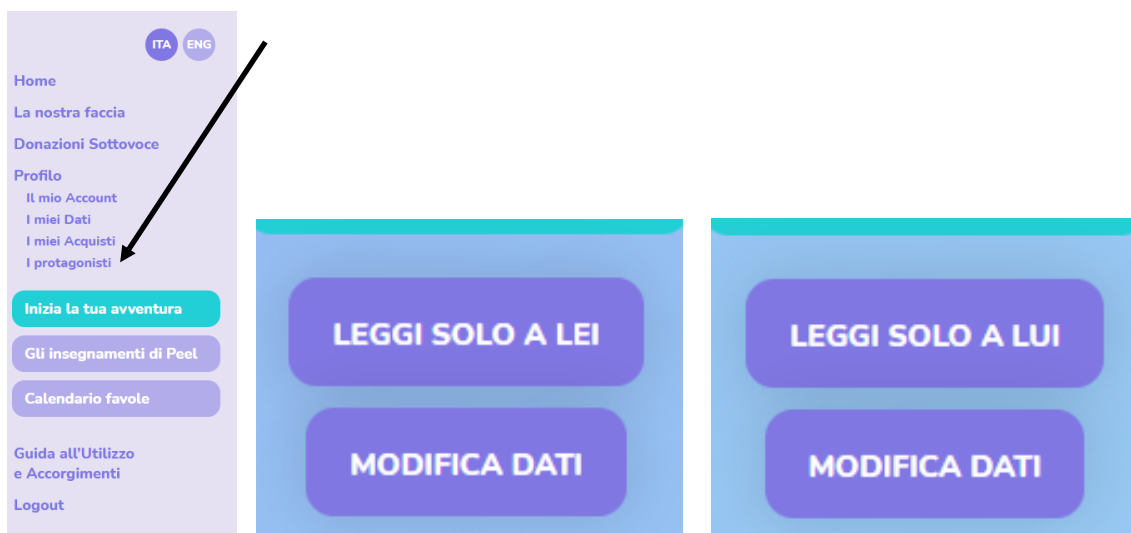 ITA ENG
Home
La nostra faccia
Donazioni Sottovoce
Profilo
Il mio Account
I miei Dati
I miei Acquisti
I protagonisti
Inizia la tua avventura
Gli insegnamenti di Peel
Calendario favole
Guida all'Utilizzo
e Accorgimenti
Logout
LEGGI SOLO A LEI
MODIFICA DATI
LEGGI SOLO A LUI
MODIFICA DATI